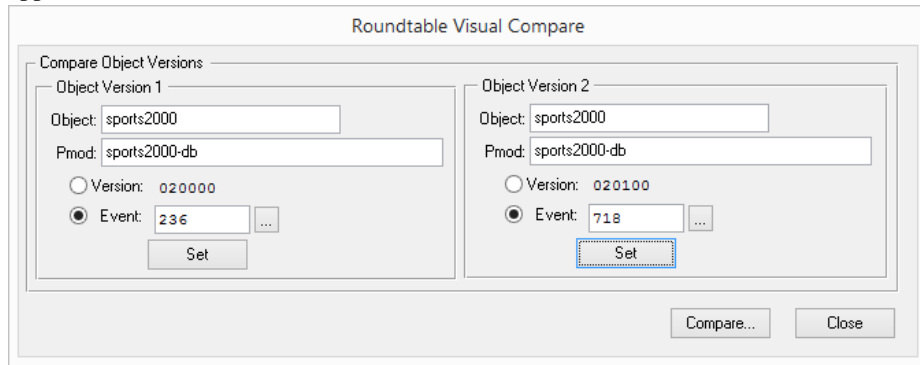 Roundtable Visual Compare
Compare Object Versions
Object Version 1
Object: sports2000
Pmod: sports2000-db
Version: 020000
Event: 236 ...
Set
Object Version 2
Object: sports2000
Pmod: sports2000-db
Version: 020100
Event: 718 ...
Set
Compare... Close